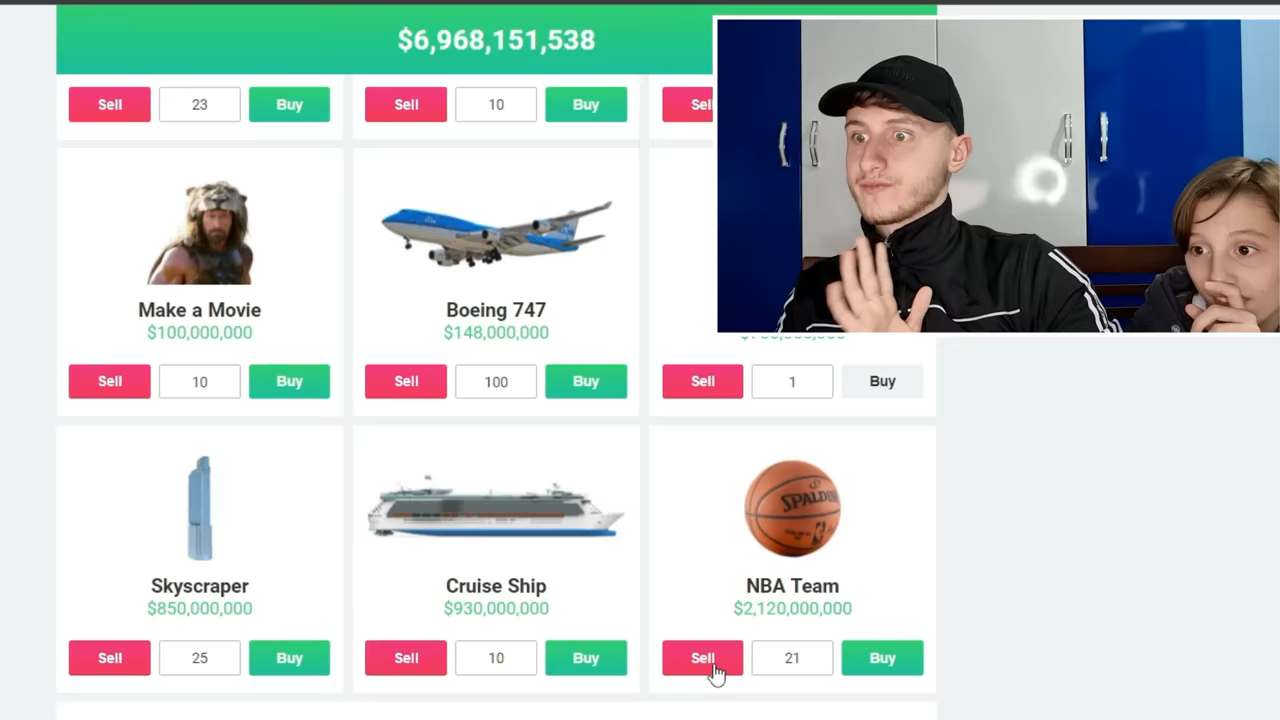 $6,968,151,538
Sell 23 Buy
Sell 10 Buy
Sell
Make a Movie
$100,000,000
Sell 10 Buy
Boeing 747
$148,000,000
Sell 100 Buy
Sell 1 Buy
Skyscraper
$850,000,000
Sell 25 Buy
Cruise Ship
$930,000,000
Sell 10 Buy
SPALDING
NBA Team
$2,120,000,000
Sell 21 Buy